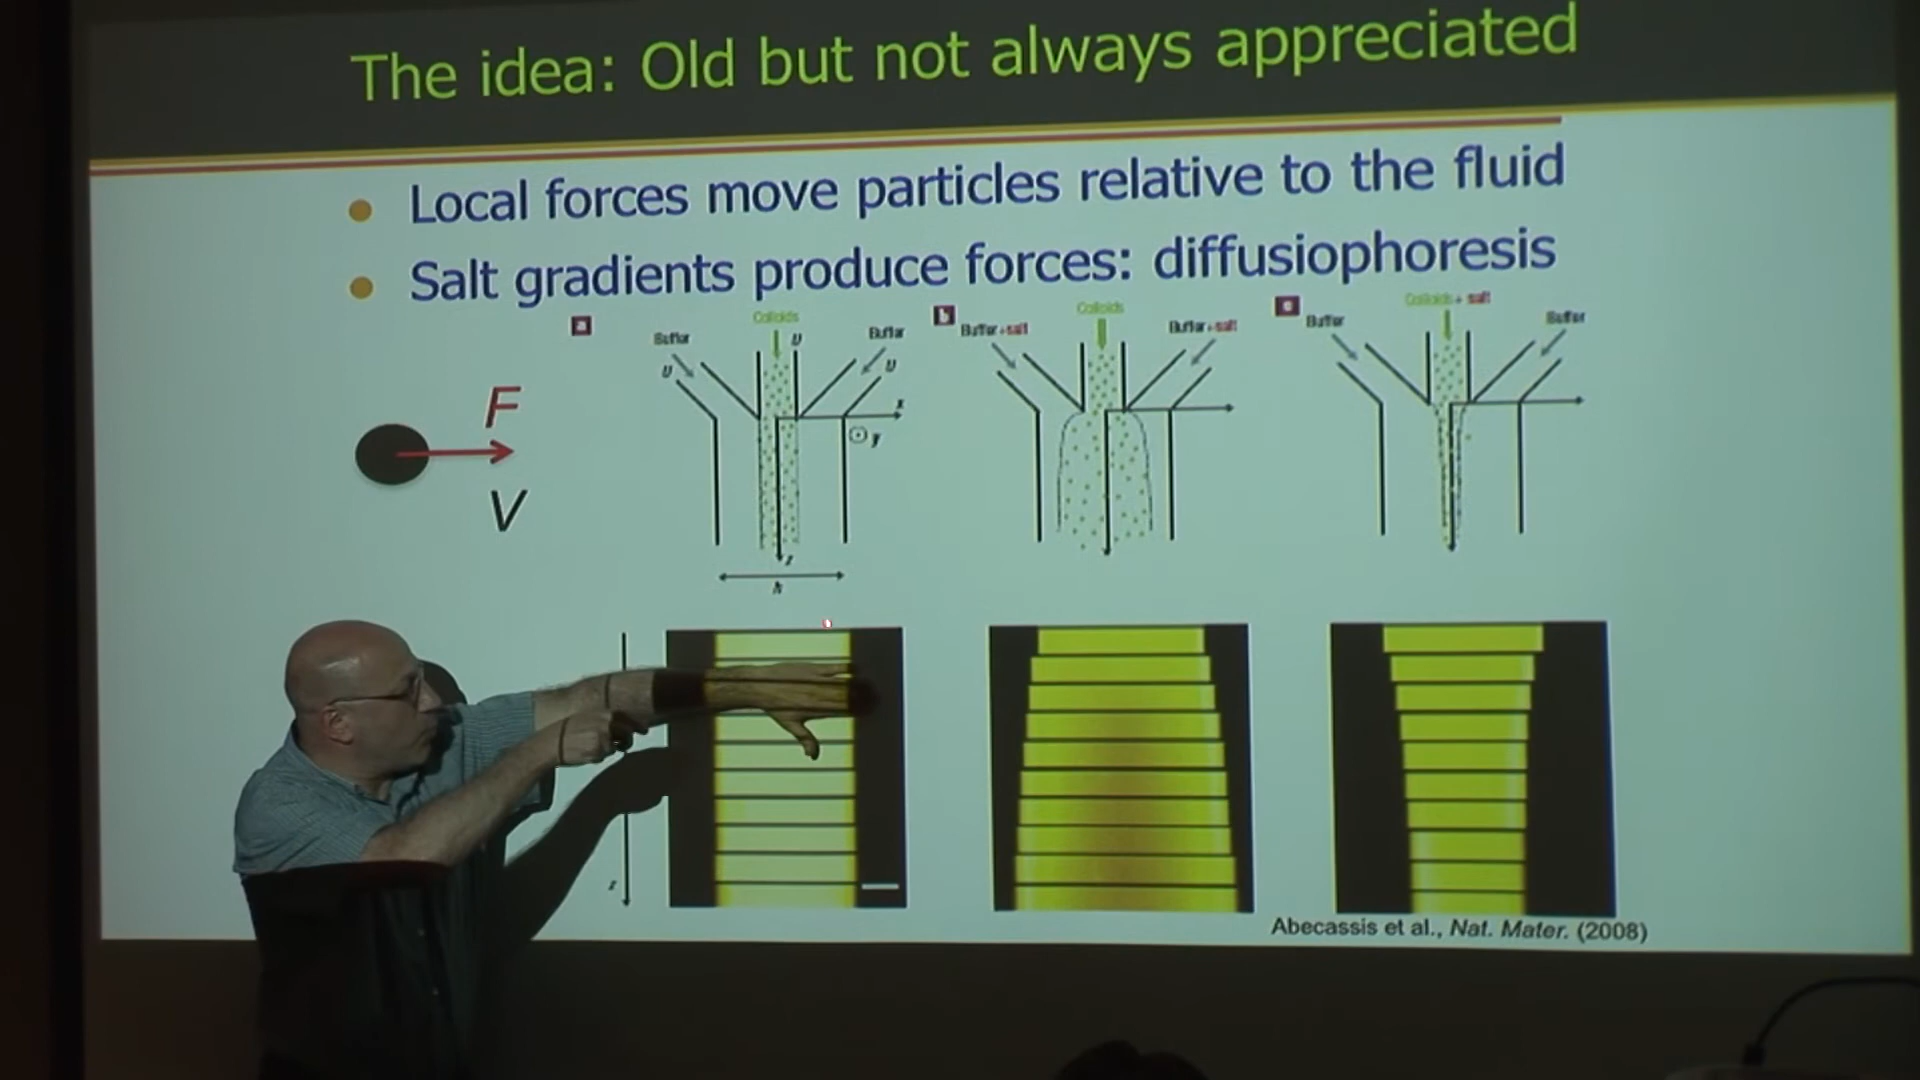 The idea: Old but not always appreciated
Local forces move particles relative to the fluid
Salt gradients produce forces: diffusiophoresis
a
Colloids
Buffer
Buffer
U
U
U
x
y
z
h
b
Colloids
Buffer+salt
Buffer+salt
c
Colloids+ salt
Buffer
Buffer
F
V
z
Abecassis et al., Nat. Mater. (2008)